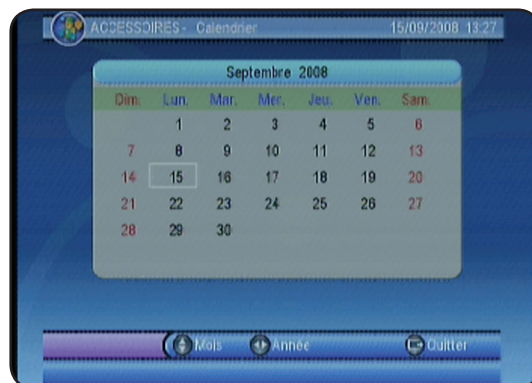 ACCESSOIRES - Calendrier 15/09/2008 13:27
Septembre 2008
Dim. Lun. Mar. Mer. Jeu. Ven. Sam.
1 2 3 4 5 6
7 8 9 10 11 12 13
14 15 16 17 18 19 20
21 22 23 24 25 26 27
28 29 30
Mois Année Quitter